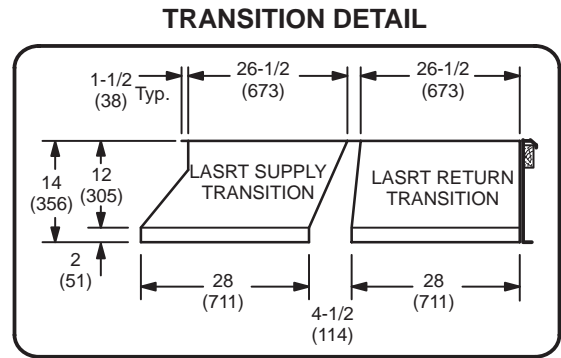 TRANSITION DETAIL
1-1/2
(38) Typ.
26-1/2
(673)
26-1/2
(673)
14
(356)
12
(305)
LASRT SUPPLY
TRANSITION
LASRT RETURN
TRANSITION
2
(51)
28
(711)
4-1/2
(114)
28
(711)